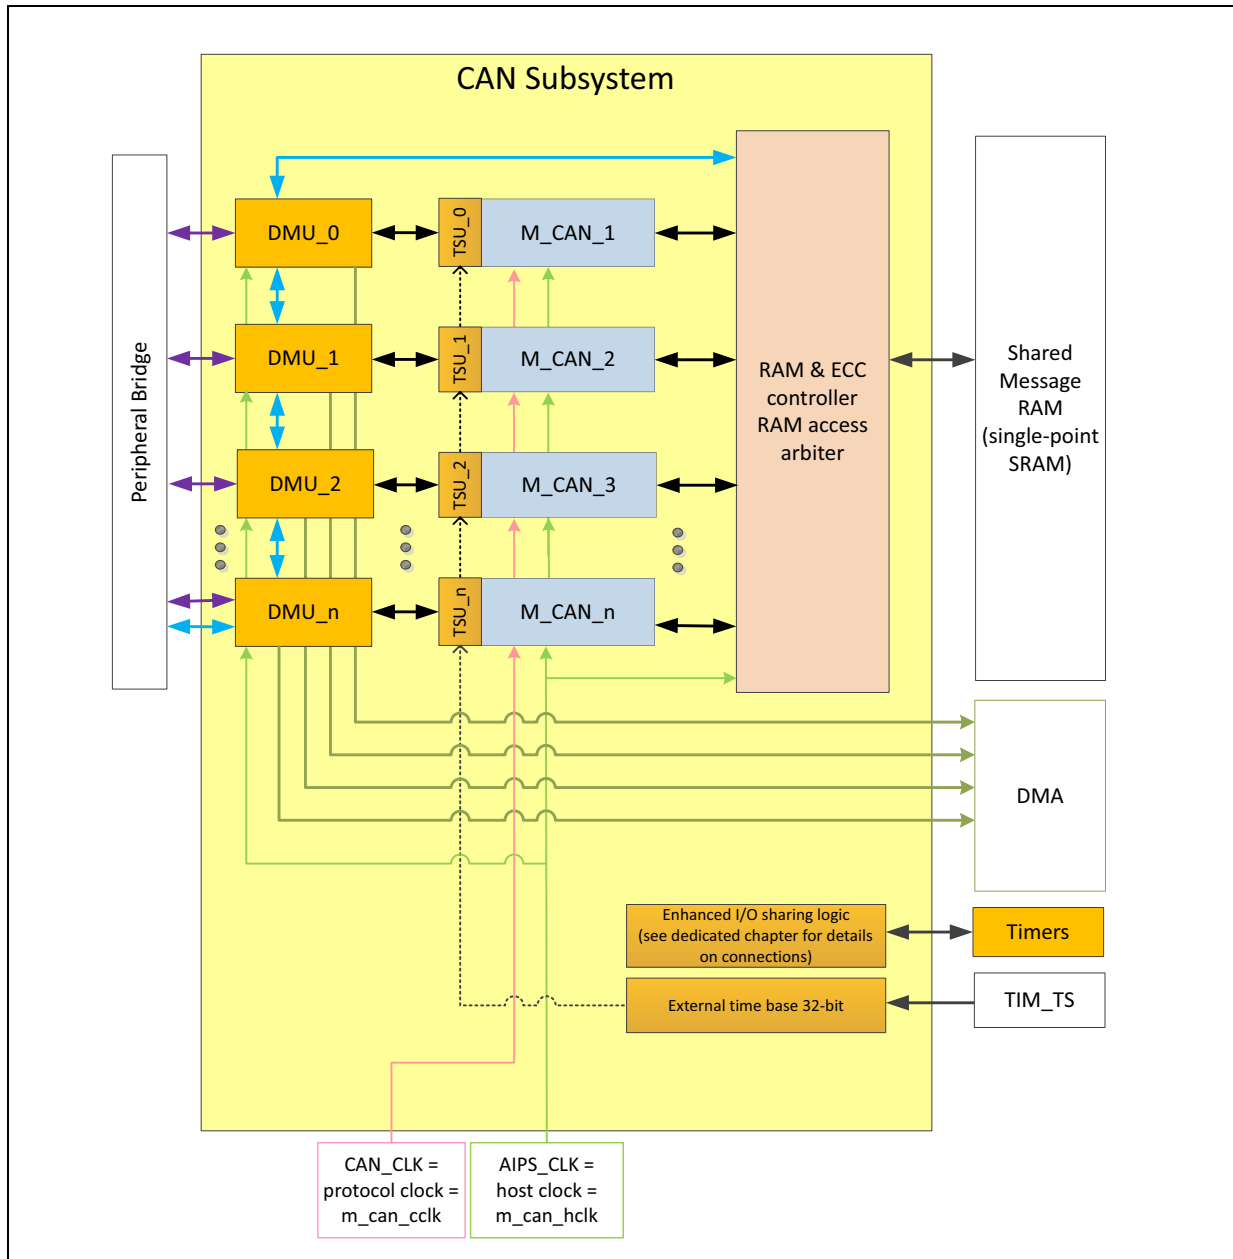 CAN Subsystem
Peripheral Bridge
DMU_0
TSU_0
M_CAN_1
DMU_1
TSU_1
M_CAN_2
DMU_2
TSU_2
M_CAN_3
DMU_n
TSU_n
M_CAN_n
RAM & ECC
controller
RAM access
arbiter
Shared
Message
RAM
(single-point
SRAM)
DMA
Enhanced I/O sharing logic
(see dedicated chapter for details
on connections)
Timers
External time base 32-bit
TIM_TS
CAN_CLK =
protocol clock =
m_can_cclk
AIPS_CLK =
host clock =
m_can_hclk